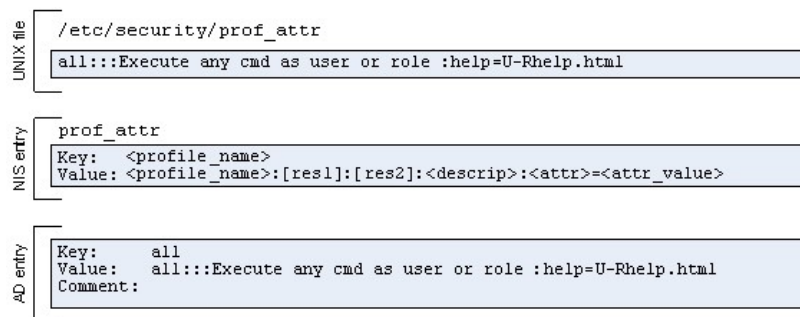 UNIX file
/etc/security/prof_attr
all:::Execute any cmd as user or role :help=U-Rhelp.html
NIS entry
prof_attr
Key: <profile_name>
Value: <profile_name>:[res1]:[res2]:<descrip>:<attr>=<attr_value>
AD entry
Key: all
Value: all:::Execute any cmd as user or role :help=U-Rhelp.html
Comment: